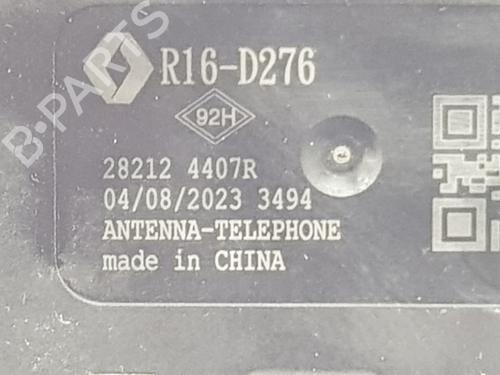 B-PARTS
R16-D276
92H
28212 4407R
04/08/2023 3494
ANTENNA-TELEPHONE
made in CHINA